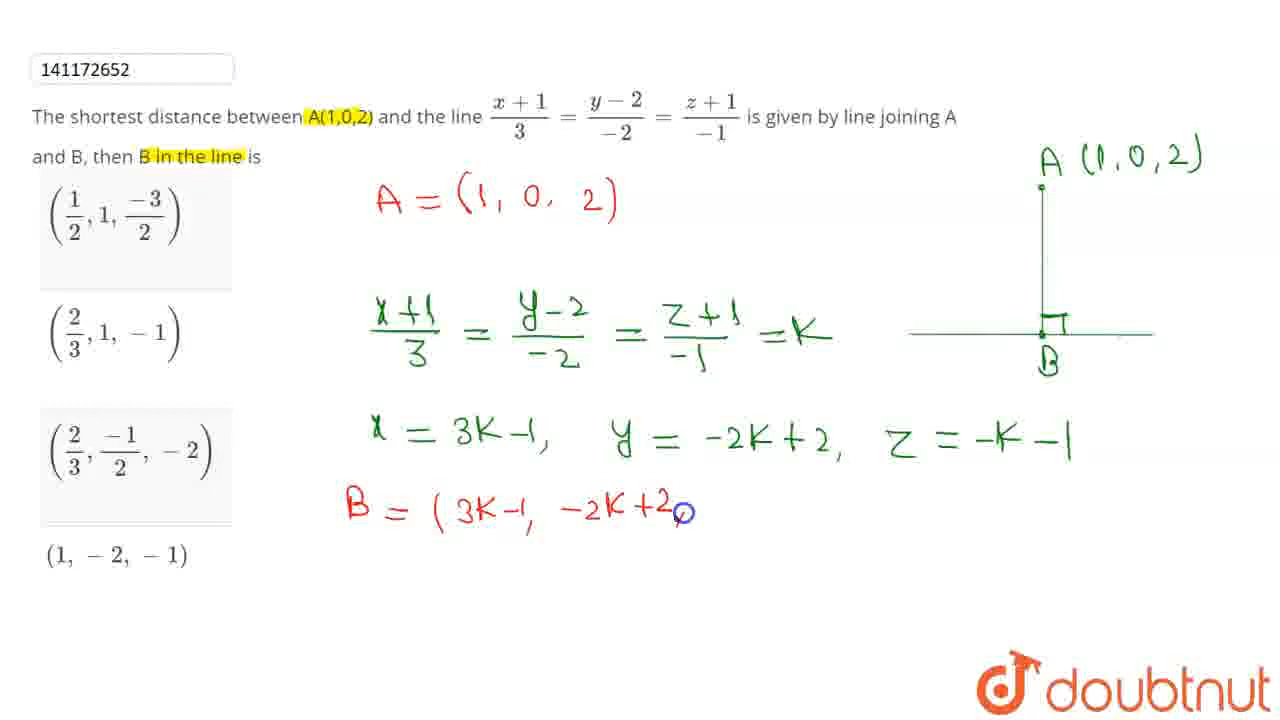 141172652
The shortest distance between A(1,0,2) and the line (x + 1)/3 = (y − 2)/−2 = (z + 1)/−1 is given by line joining A
and B, then B in the line is
(1/2, 1, −3/2)
(2/3, 1, − 1)
(2/3, −1/2, − 2)
(1, − 2, − 1)
A = (1, 0, 2)
(x+1)/3 = (y−2)/−2 = (z+1)/−1 = K
x = 3K−1, y = −2K+2, z = −K−1
B = (3K−1, −2K+2,
A (1, 0, 2)
B
doubtnut